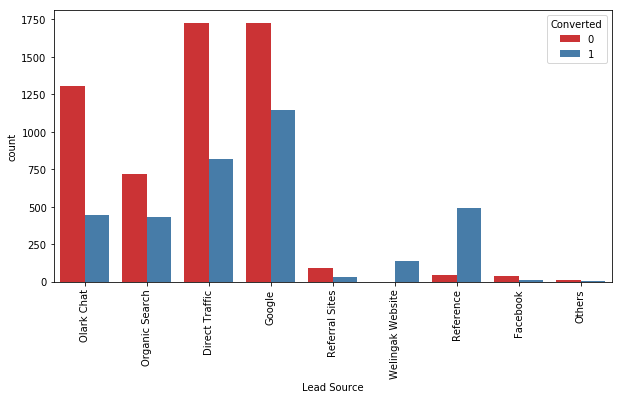 1750
1500
1250
1000
750
500
250
0
count
Converted
0
1
Olark Chat
Organic Search
Direct Traffic
Google
Referral Sites
Welingak Website
Reference
Facebook
Others
Lead Source